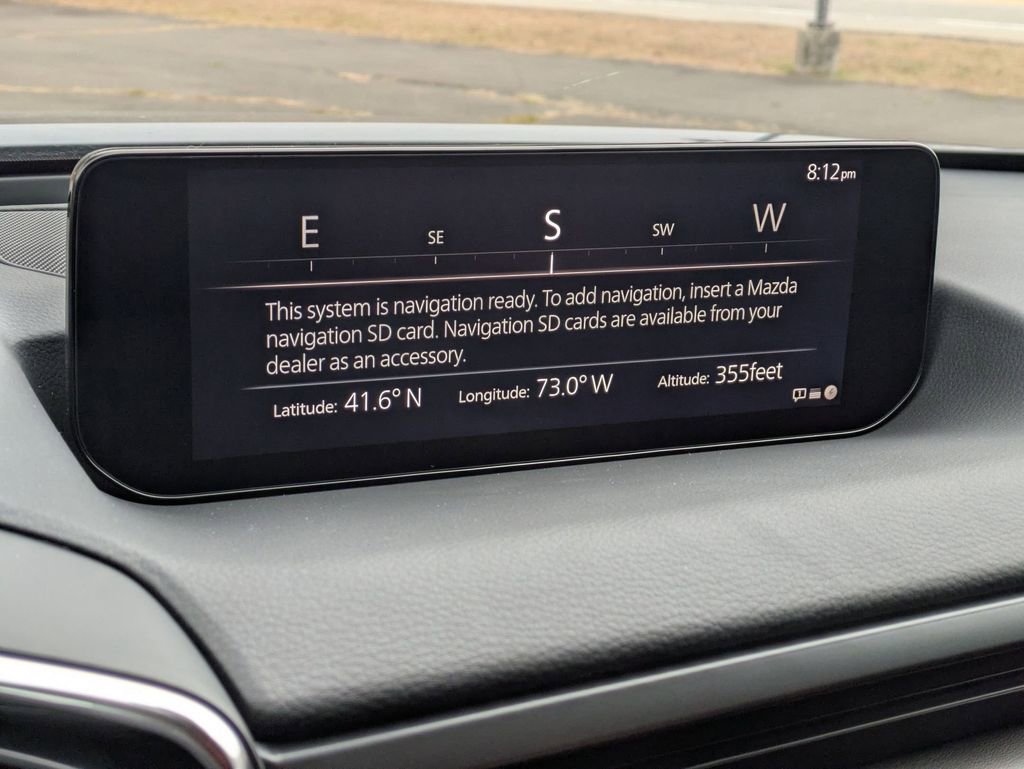 8:12pm
E SE S SW W
This system is navigation ready. To add navigation, insert a Mazda
navigation SD card. Navigation SD cards are available from your
dealer as an accessory.
Latitude: 41.6° N Longitude: 73.0° W Altitude: 355feet